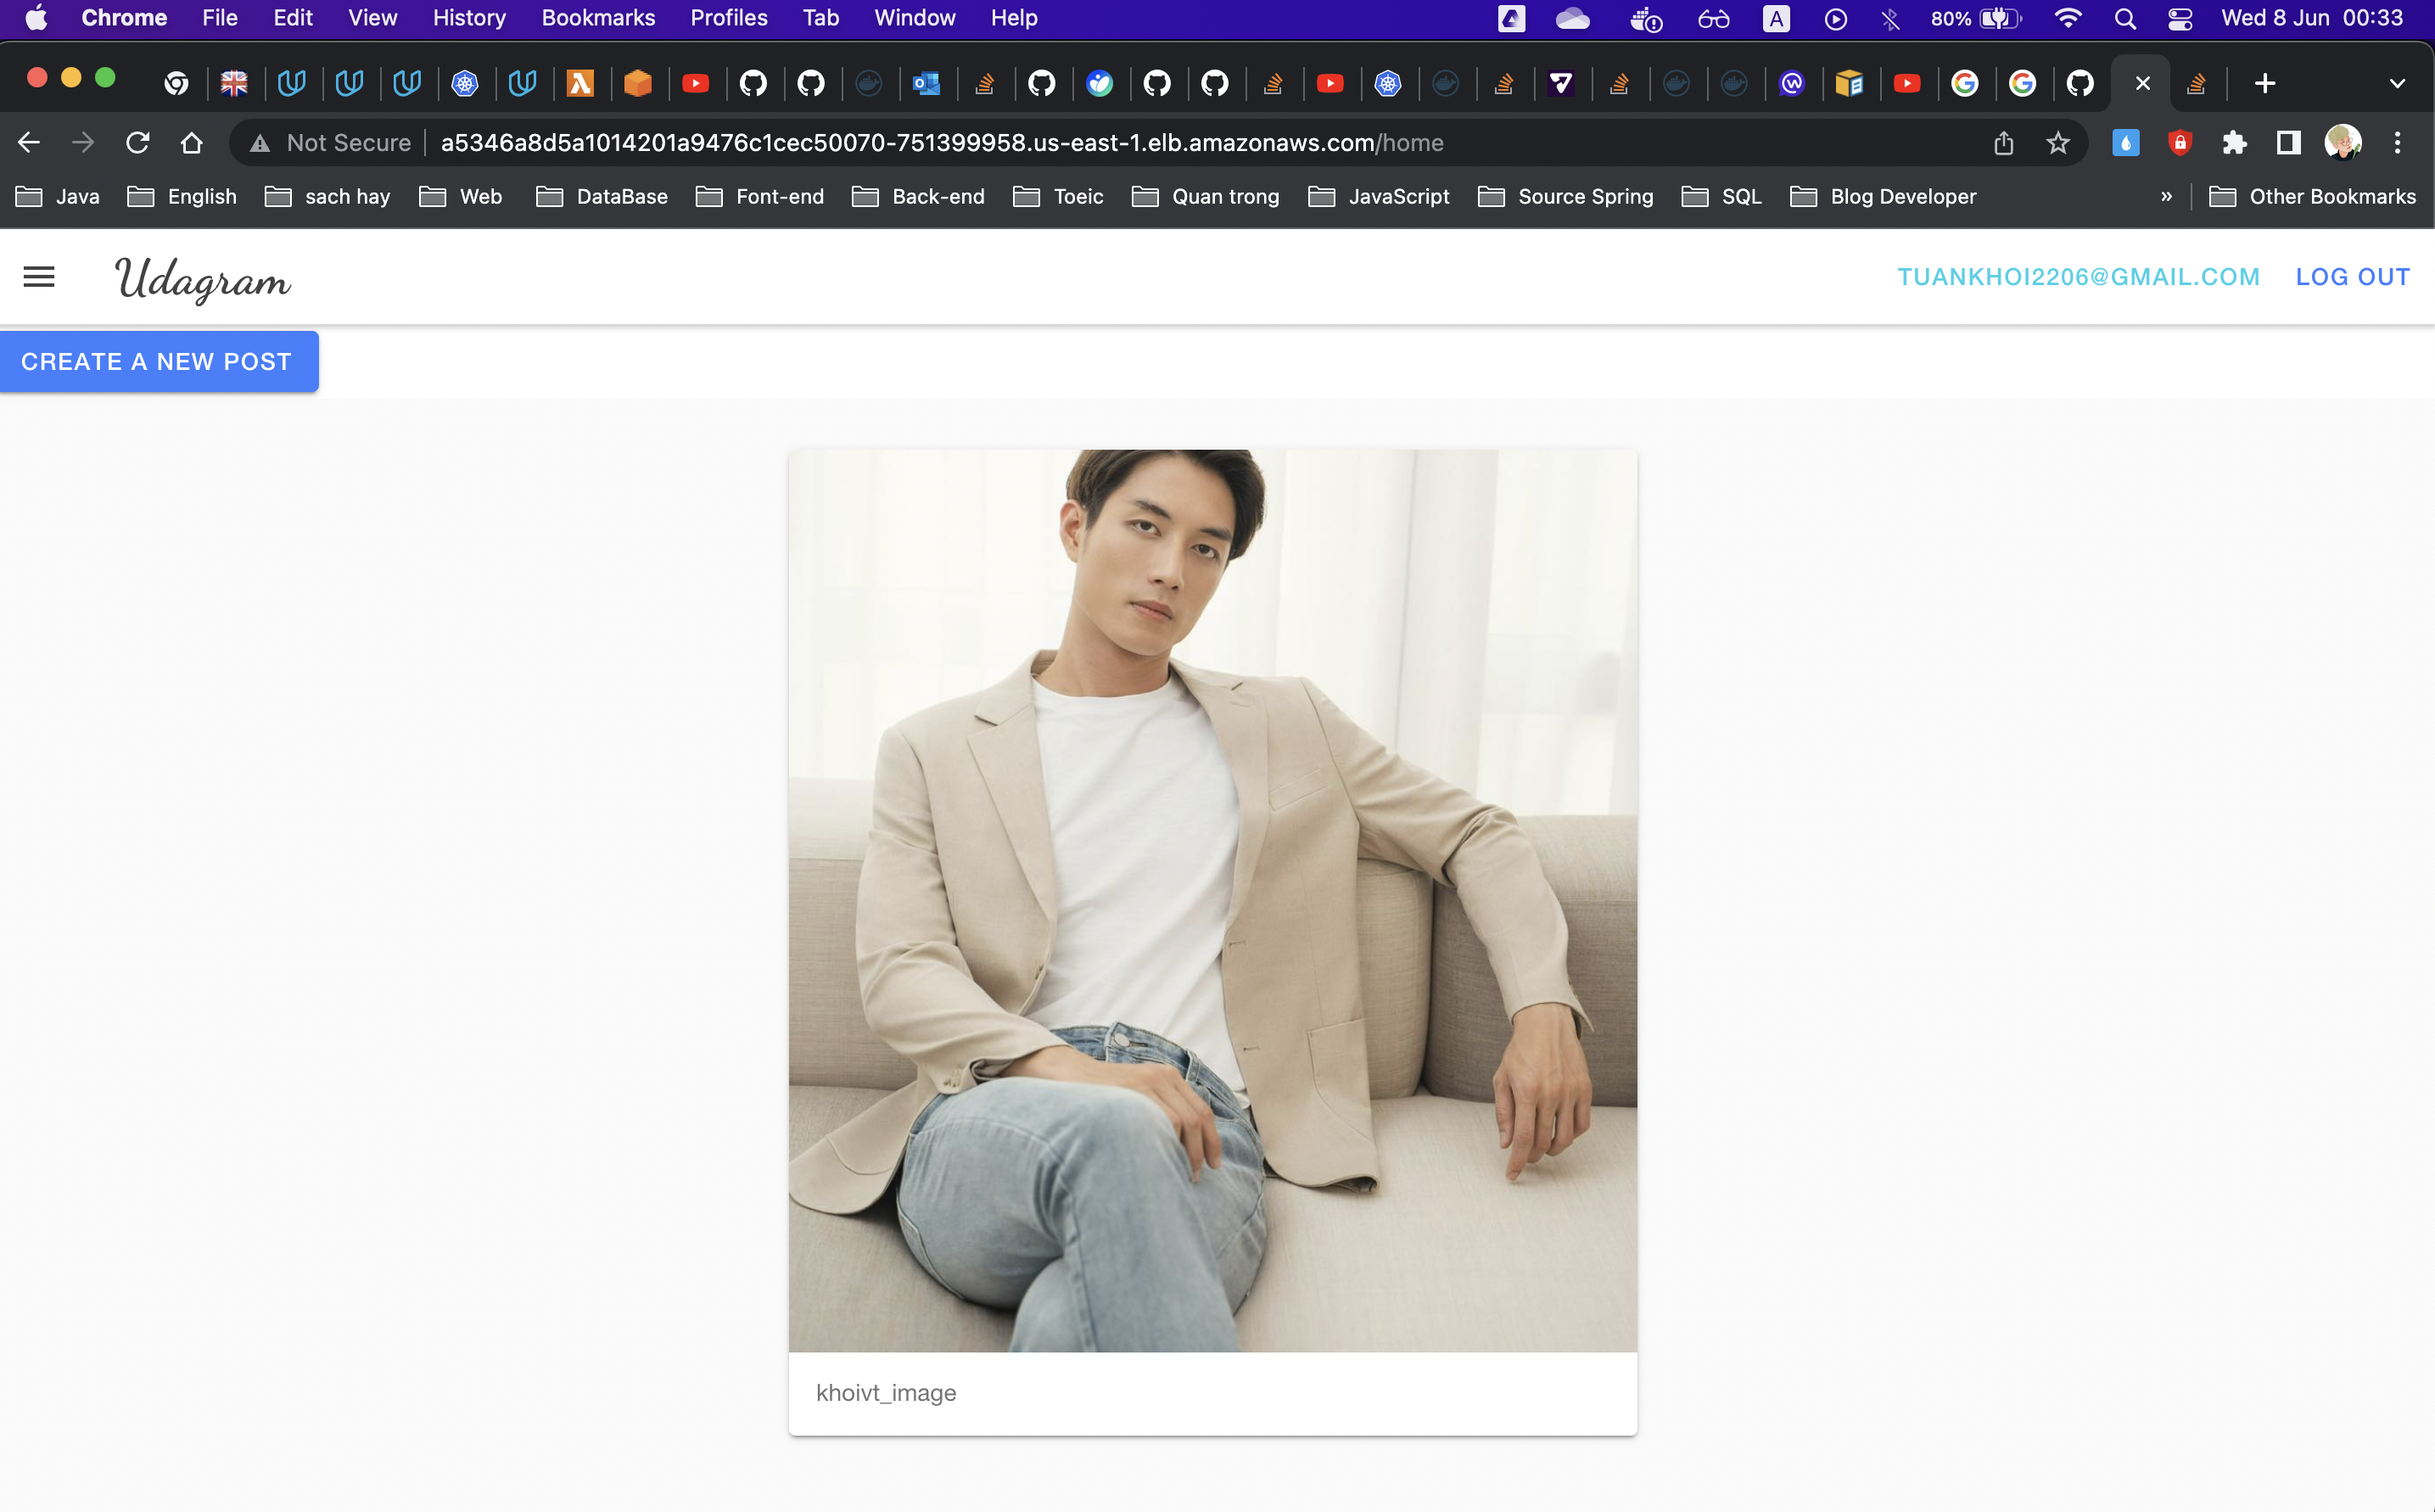 Chrome File Edit View History Bookmarks Profiles Tab Window Help A 80% Wed 8 Jun 00:33
Not Secure a5346a8d5a1014201a9476c1cec50070-751399958.us-east-1.elb.amazonaws.com/home
Java English sach hay Web DataBase Font-end Back-end Toeic Quan trong JavaScript Source Spring SQL Blog Developer » Other Bookmarks
Udagram TUANKHOI2206@GMAIL.COM LOG OUT
CREATE A NEW POST
khoivt_image